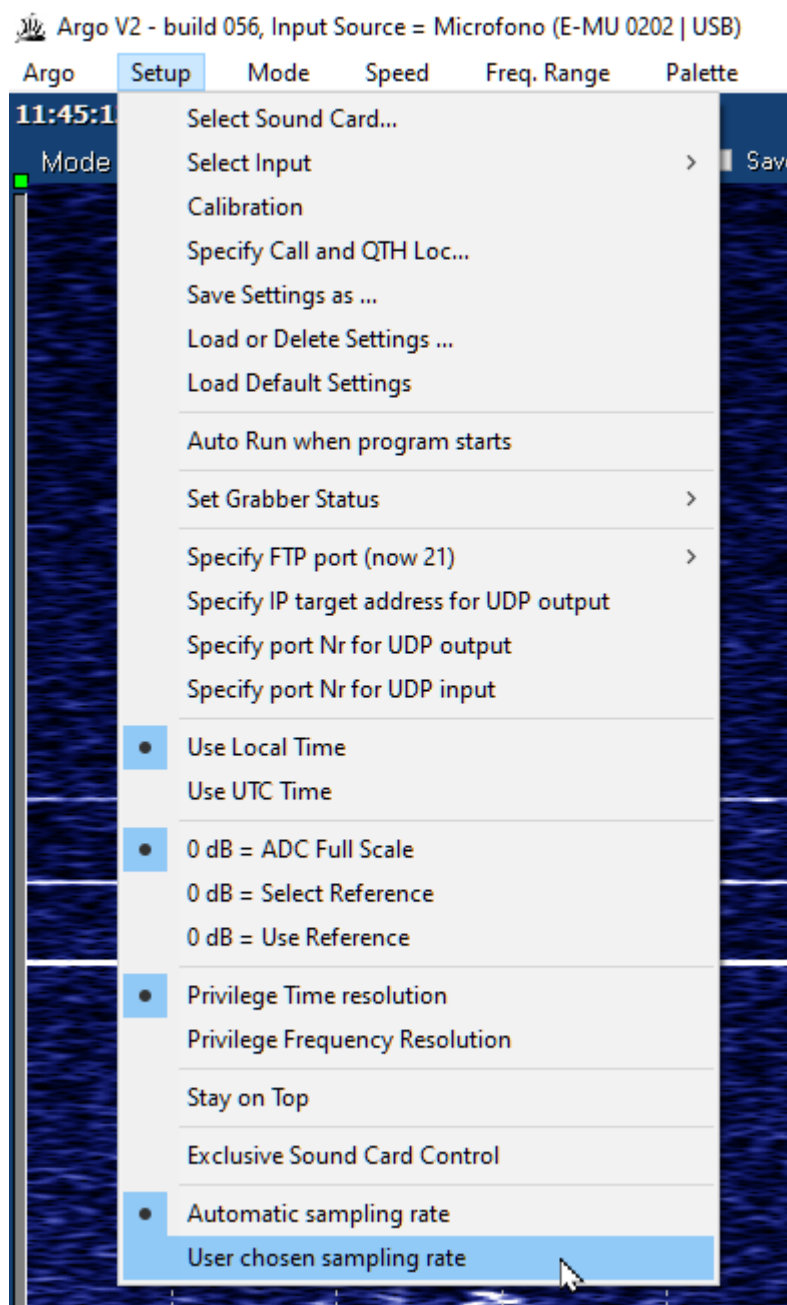 Argo V2 - build 056, Input Source = Microfono (E-MU 0202 | USB)
Argo Setup Mode Speed Freq. Range Palette
11:45:1
Mode
Sav
Select Sound Card...
Select Input
Calibration
Specify Call and QTH Loc...
Save Settings as ...
Load or Delete Settings ...
Load Default Settings
Auto Run when program starts
Set Grabber Status
Specify FTP port (now 21)
Specify IP target address for UDP output
Specify port Nr for UDP output
Specify port Nr for UDP input
Use Local Time
Use UTC Time
0 dB = ADC Full Scale
0 dB = Select Reference
0 dB = Use Reference
Privilege Time resolution
Privilege Frequency Resolution
Stay on Top
Exclusive Sound Card Control
Automatic sampling rate
User chosen sampling rate